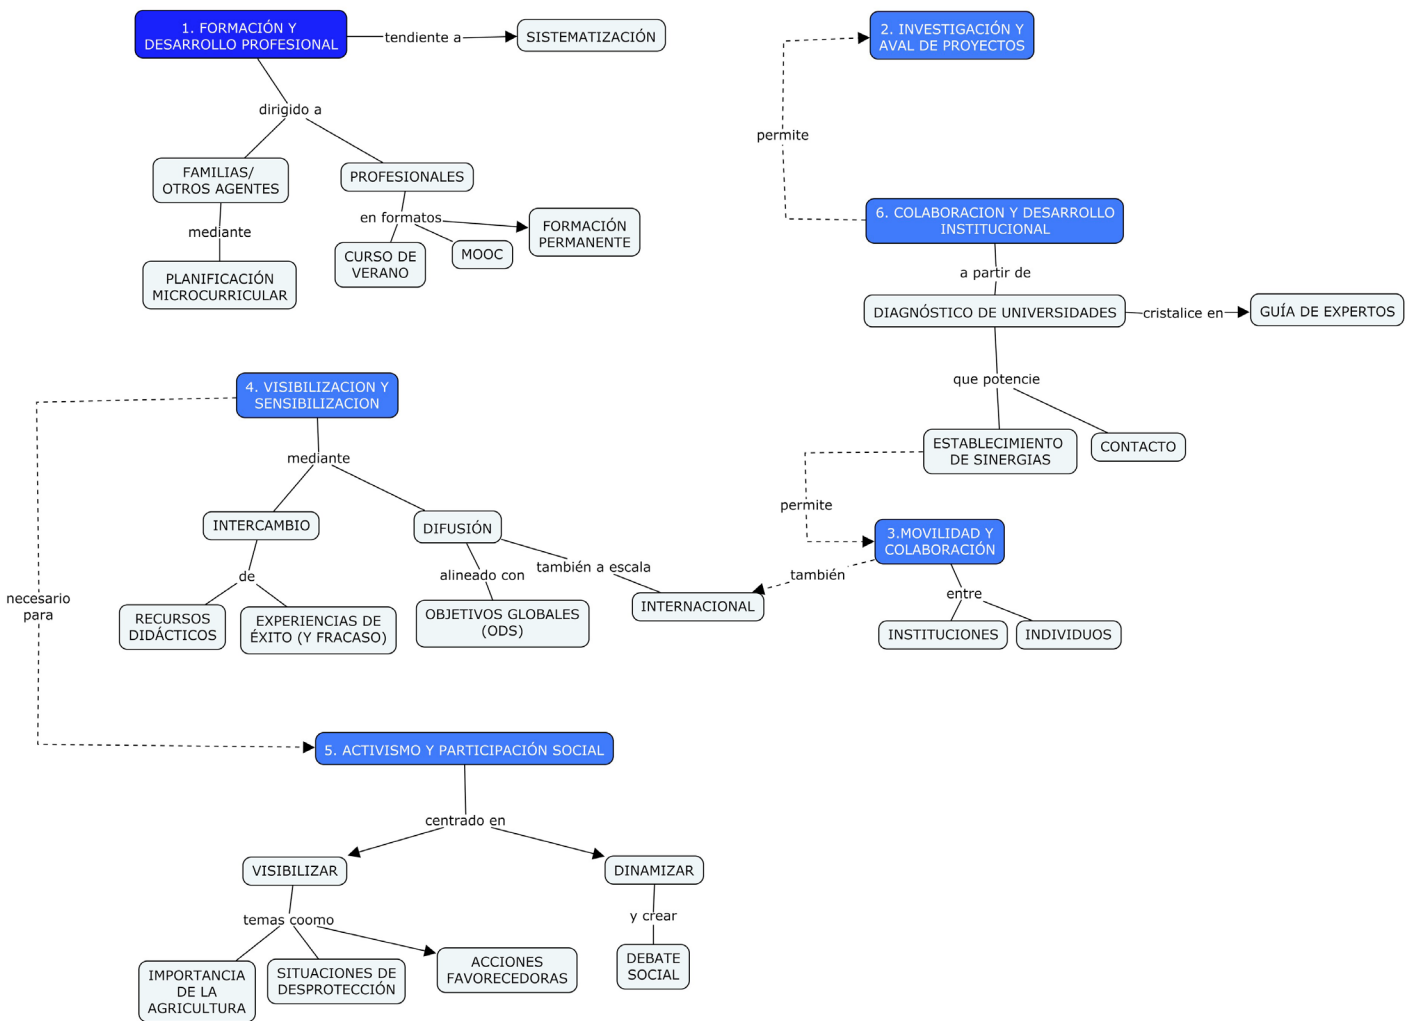 1. FORMACIÓN Y
DESARROLLO PROFESIONAL
tendiente a
SISTEMATIZACIÓN
dirigido a
FAMILIAS/
OTROS AGENTES
mediante
PLANIFICACIÓN
MICROCURRICULAR
PROFESIONALES
en formatos
CURSO DE
VERANO
MOOC
FORMACIÓN
PERMANENTE
2. INVESTIGACIÓN Y
AVAL DE PROYECTOS
permite
6. COLABORACION Y DESARROLLO
INSTITUCIONAL
a partir de
DIAGNÓSTICO DE UNIVERSIDADES
cristalice en
GUÍA DE EXPERTOS
que potencie
ESTABLECIMIENTO
DE SINERGIAS
CONTACTO
permite
3.MOVILIDAD Y
COLABORACIÓN
también
entre
INSTITUCIONES
INDIVIDUOS
4. VISIBILIZACION Y
SENSIBILIZACION
mediante
INTERCAMBIO
de
RECURSOS
DIDÁCTICOS
EXPERIENCIAS DE
ÉXITO (Y FRACASO)
DIFUSIÓN
alineado con
OBJETIVOS GLOBALES
(ODS)
también a escala
INTERNACIONAL
necesario
para
5. ACTIVISMO Y PARTICIPACIÓN SOCIAL
centrado en
VISIBILIZAR
temas coomo
IMPORTANCIA
DE LA
AGRICULTURA
SITUACIONES DE
DESPROTECCIÓN
ACCIONES
FAVORECEDORAS
DINAMIZAR
y crear
DEBATE
SOCIAL